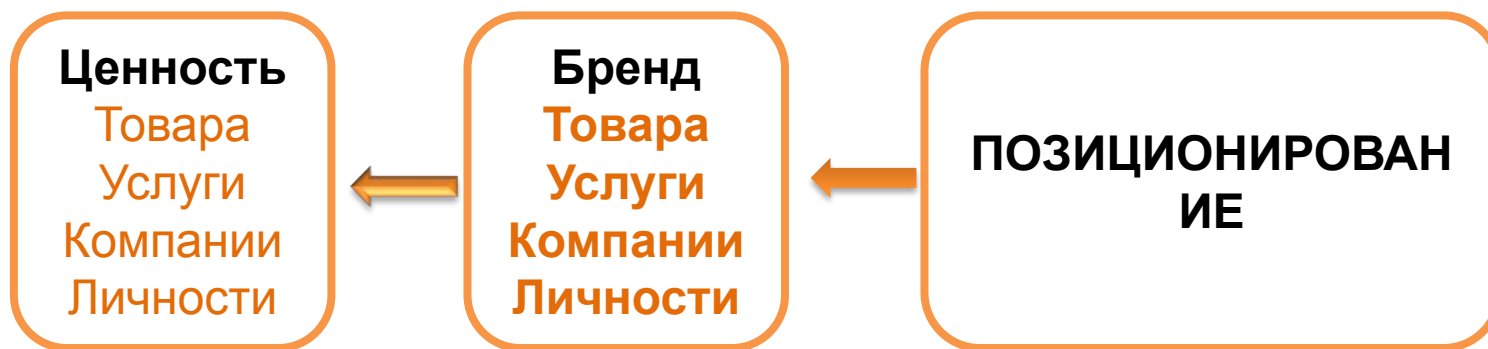 Ценность
Товара
Услуги
Компании
Личности
Бренд
Товара
Услуги
Компании
Личности
ПОЗИЦИОНИРОВАН
ИЕ